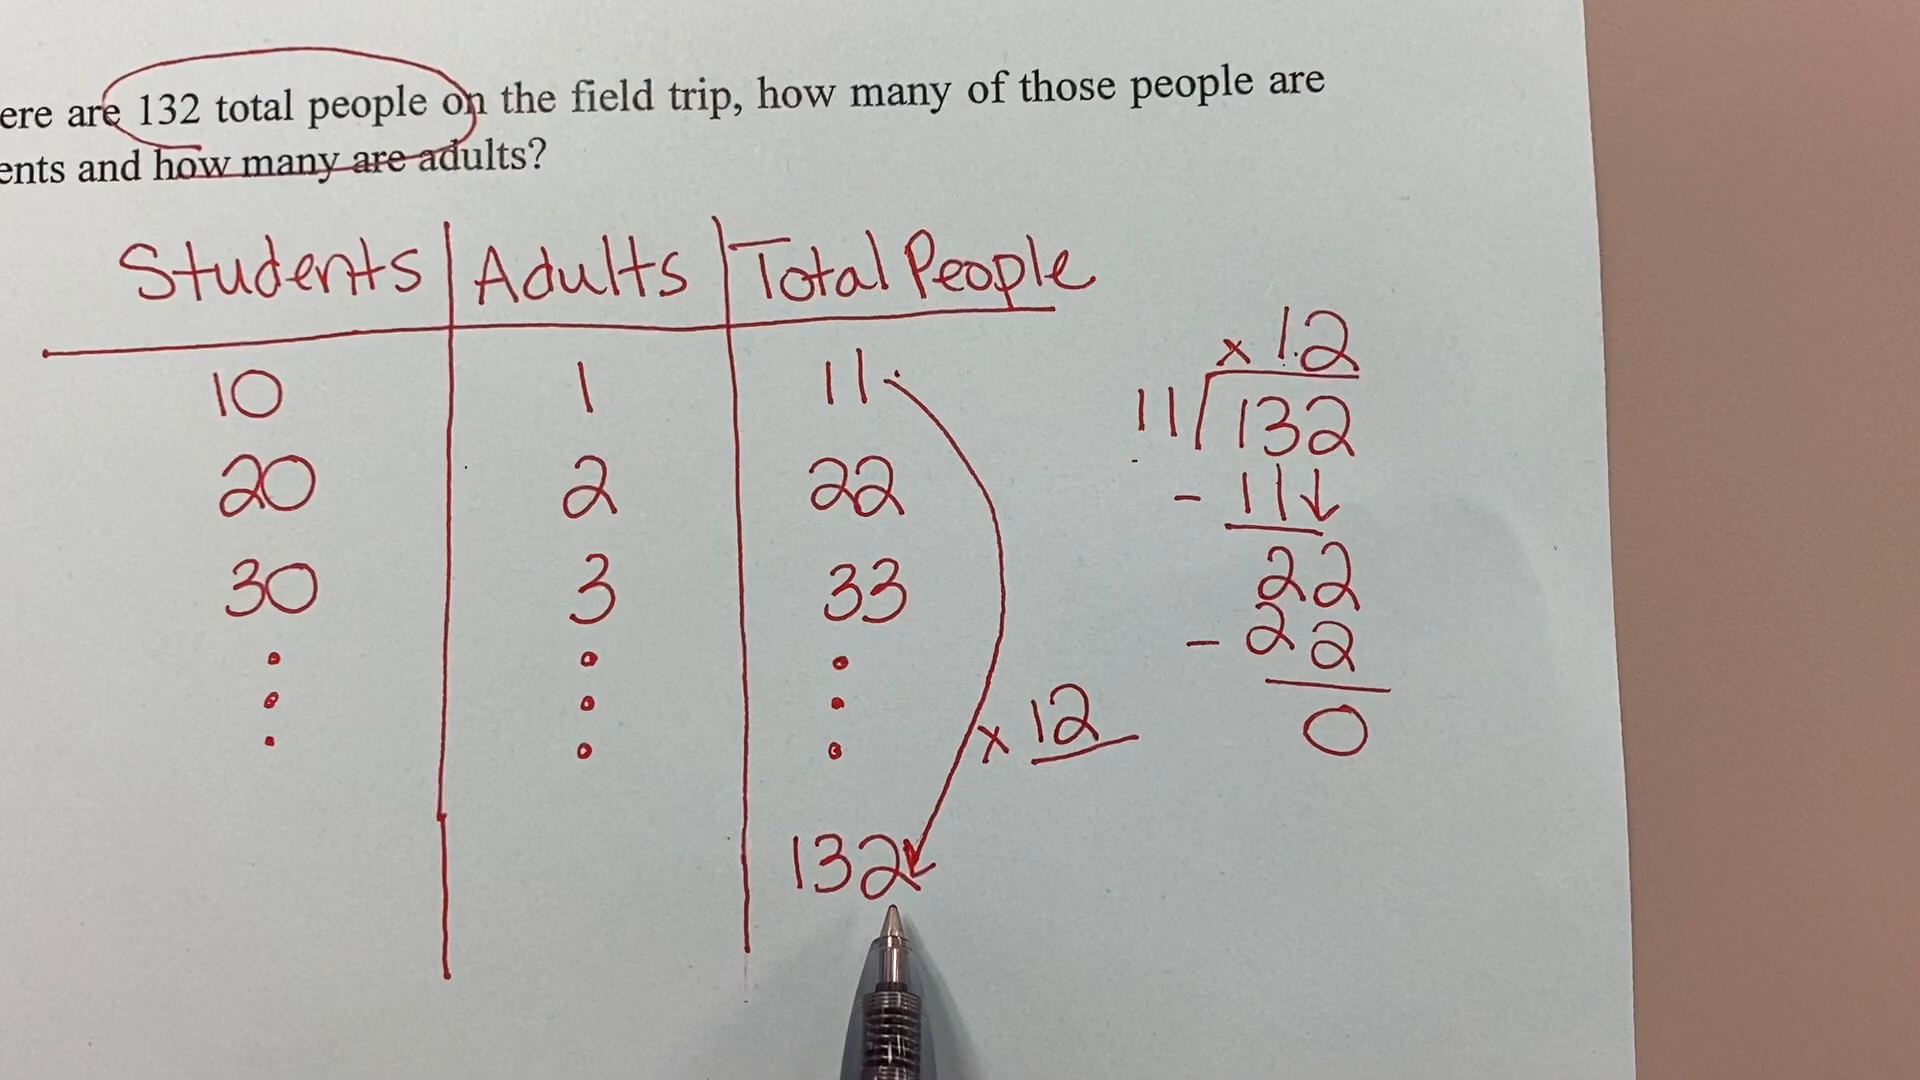 ere are 132 total people on the field trip, how many of those people are
ents and how many are adults?
Students Adults Total People
10 1 11
20 2 22
30 3 33
132
x 12
x 12
11 132
- 11↓
22
- 22
0